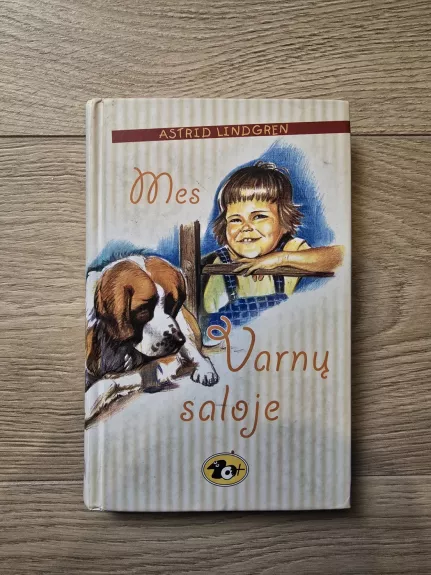 ASTRID LINDGREN
Mes
Varnų
saloje